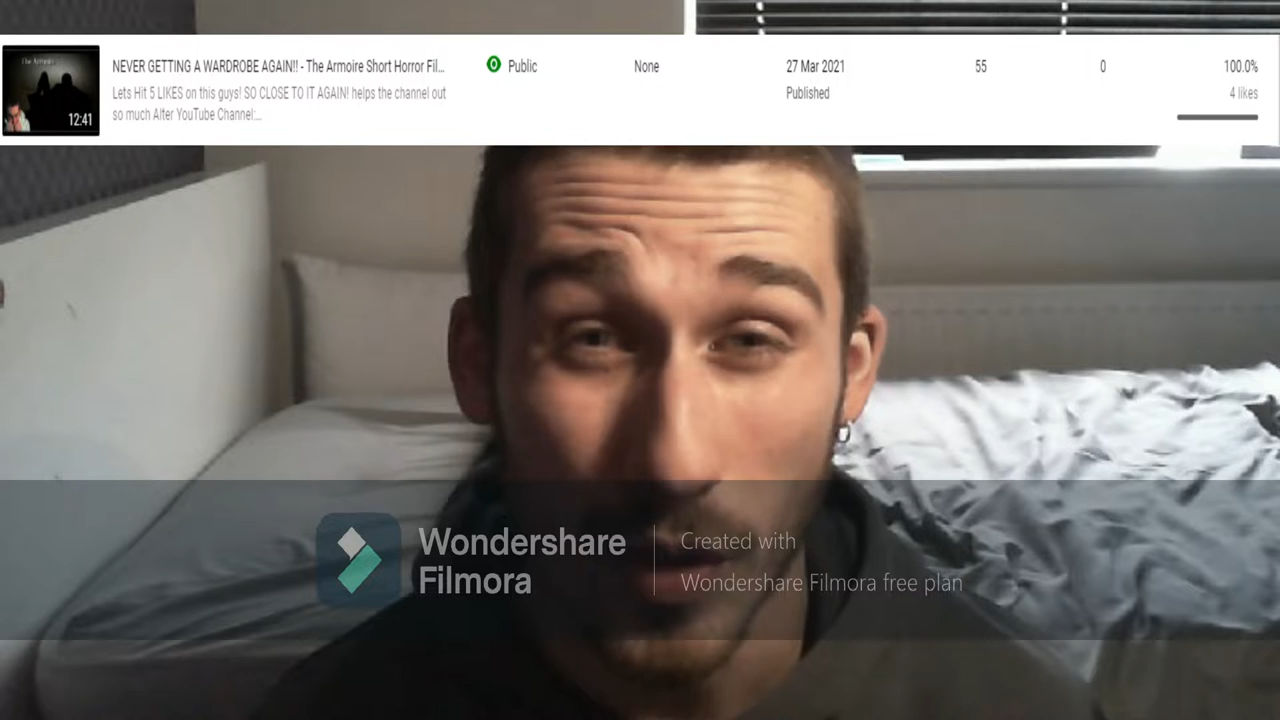 The Armoire
12:41
NEVER GETTING A WARDROBE AGAIN!! - The Armoire Short Horror Fil...
Lets Hit 5 LIKES on this guys! SO CLOSE TO IT AGAIN! helps the channel out
so much Alter YouTube Channel:...
Public
None
27 Mar 2021
Published
55
0
100.0%
4 likes
Wondershare
Filmora
Created with
Wondershare Filmora free plan